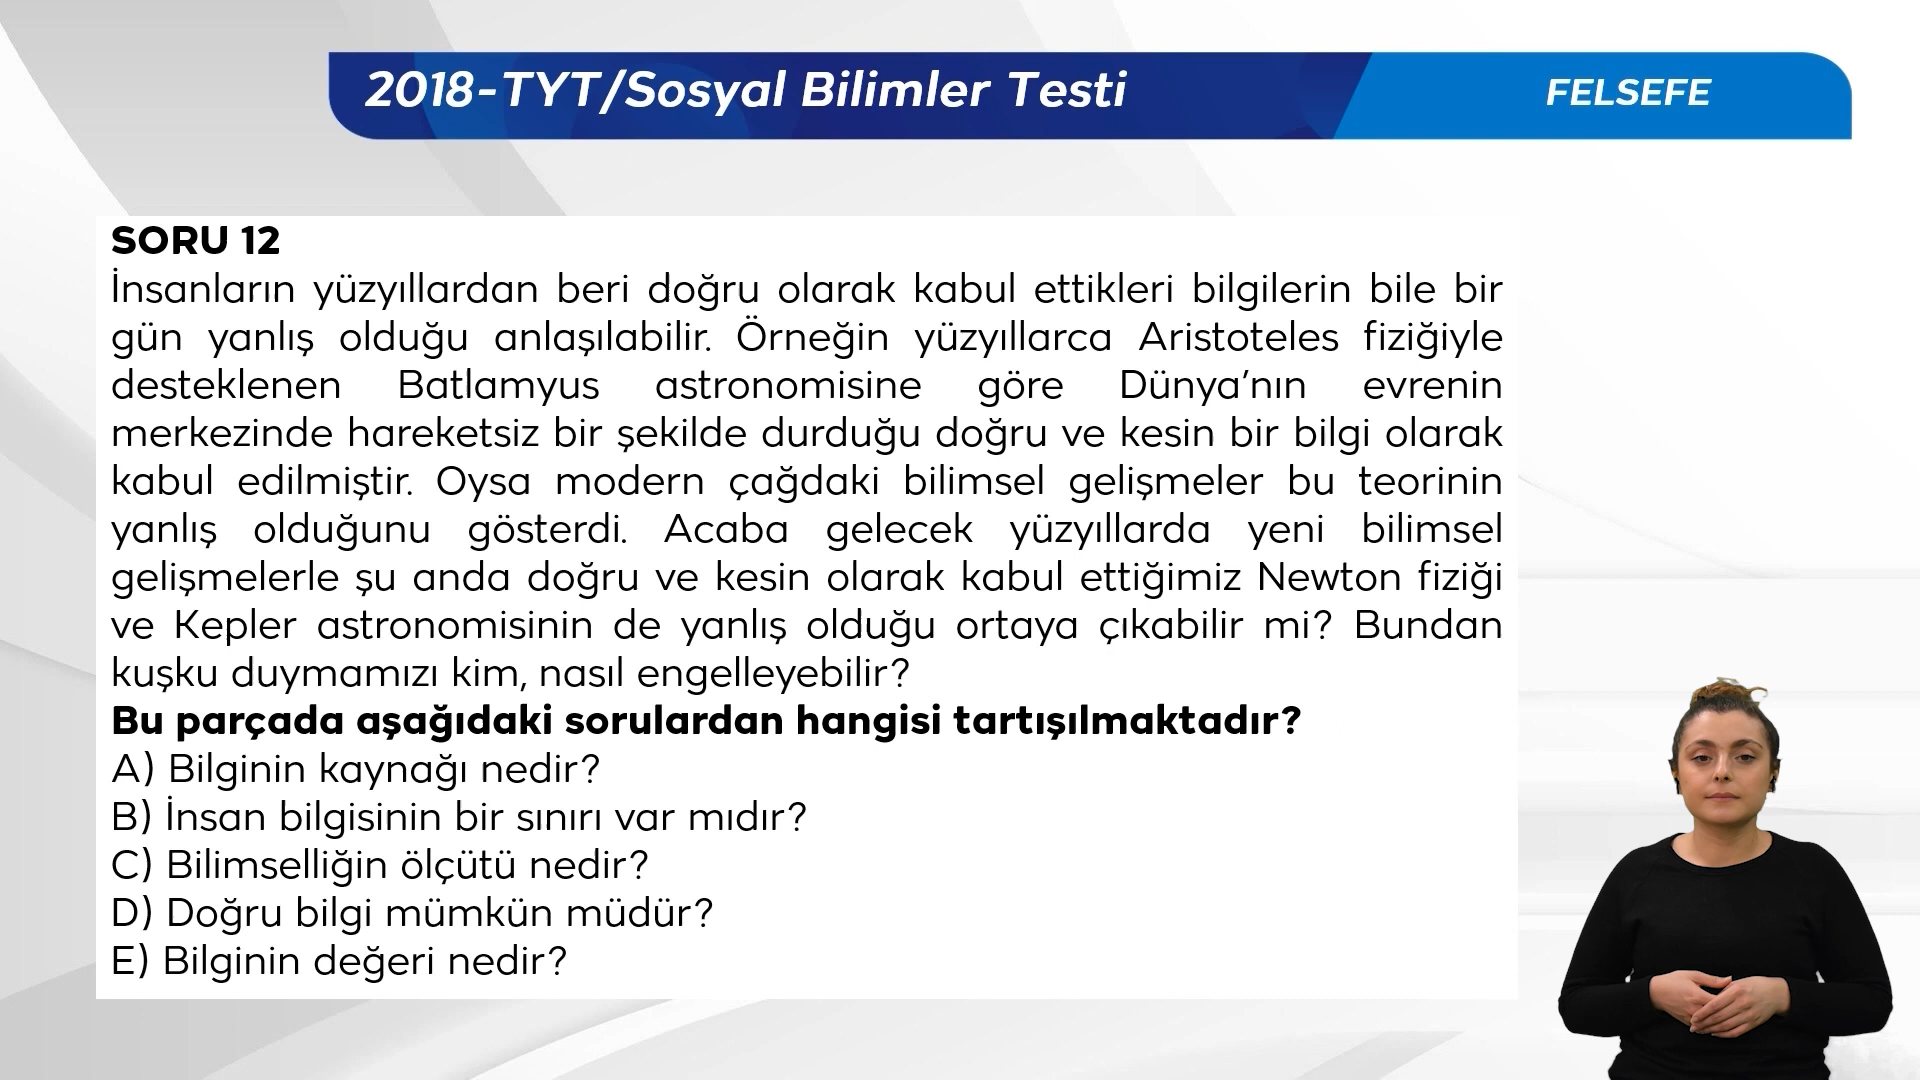 2018-TYT/Sosyal Bilimler Testi
FELSEFE
SORU 12
İnsanların yüzyıllardan beri doğru olarak kabul ettikleri bilgilerin bile bir
gün yanlış olduğu anlaşılabilir. Örneğin yüzyıllarca Aristoteles fiziğiyle
desteklenen Batlamyus astronomisine göre Dünya’nın evrenin
merkezinde hareketsiz bir şekilde durduğu doğru ve kesin bir bilgi olarak
kabul edilmiştir. Oysa modern çağdaki bilimsel gelişmeler bu teorinin
yanlış olduğunu gösterdi. Acaba gelecek yüzyıllarda yeni bilimsel
gelişmelerle şu anda doğru ve kesin olarak kabul ettiğimiz Newton fiziği
ve Kepler astronomisinin de yanlış olduğu ortaya çıkabilir mi? Bundan
kuşku duymamızı kim, nasıl engelleyebilir?
Bu parçada aşağıdaki sorulardan hangisi tartışılmaktadır?
A) Bilginin kaynağı nedir?
B) İnsan bilgisinin bir sınırı var mıdır?
C) Bilimselliğin ölçütü nedir?
D) Doğru bilgi mümkün müdür?
E) Bilginin değeri nedir?